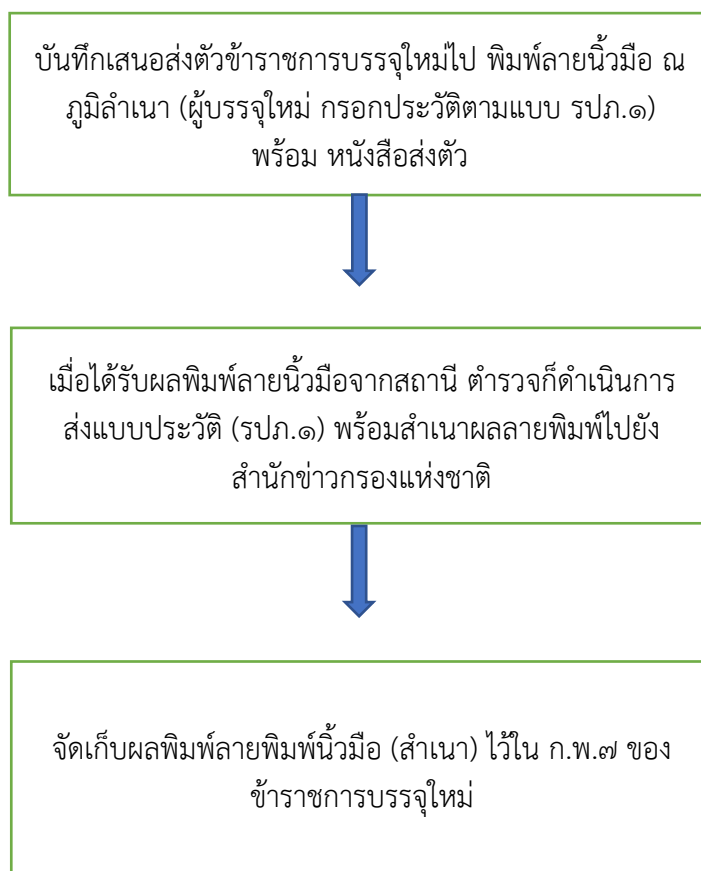 บันทึกเสนอส่งตัวข้าราชการบรรจุใหม่ไป พิมพ์ลายนิ้วมือ ณ
ภูมิลำเนา (ผู้บรรจุใหม่ กรอกประวัติตามแบบ รปภ.๑)
พร้อม หนังสือส่งตัว
เมื่อได้รับผลพิมพ์ลายนิ้วมือจากสถานี ตำรวจก็ดำเนินการ
ส่งแบบประวัติ (รปภ.๑) พร้อมสำเนาผลลายพิมพ์ไปยัง
สำนักข่าวกรองแห่งชาติ
จัดเก็บผลพิมพ์ลายพิมพ์นิ้วมือ (สำเนา) ไว้ใน ก.พ.๗ ของ
ข้าราชการบรรจุใหม่